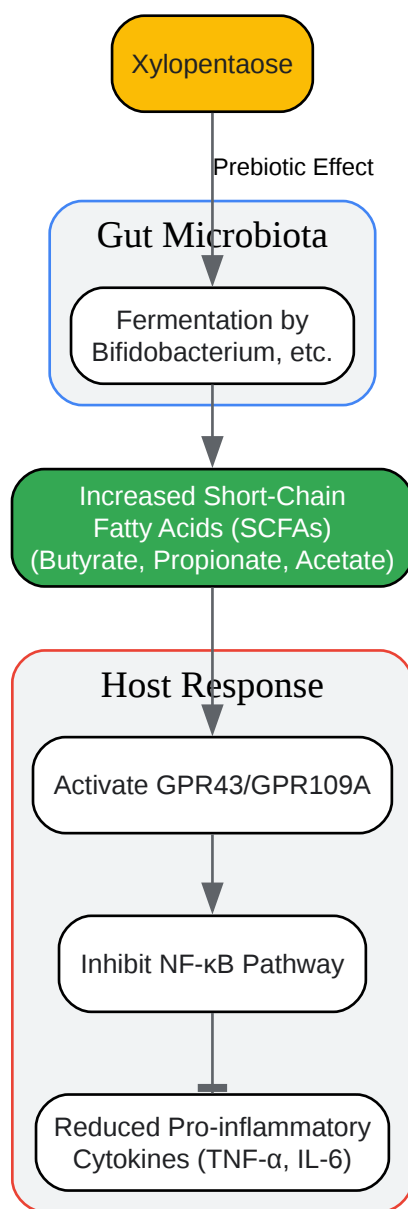 Xylopentaose
Prebiotic Effect
Gut Microbiota
Fermentation by
Bifidobacterium, etc.
Increased Short-Chain
Fatty Acids (SCFAs)
(Butyrate, Propionate, Acetate)
Host Response
Activate GPR43/GPR109A
Inhibit NF-κB Pathway
Reduced Pro-inflammatory
Cytokines (TNF-α, IL-6)